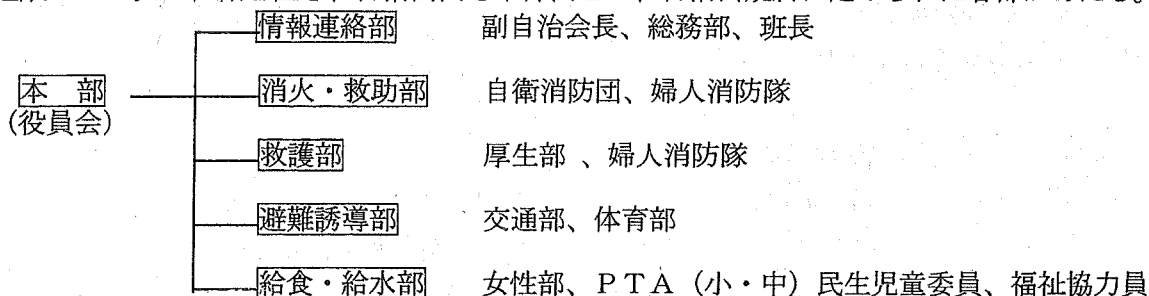 情報連絡部 副自治会長、総務部、班長
本 部 消火・救助部 自衛消防団、婦人消防隊
(役員会)
救護部 厚生部 、婦人消防隊
避難誘導部 交通部、体育部
給食・給水部 女性部、PTA (小・中) 民生児童委員、福祉協力員